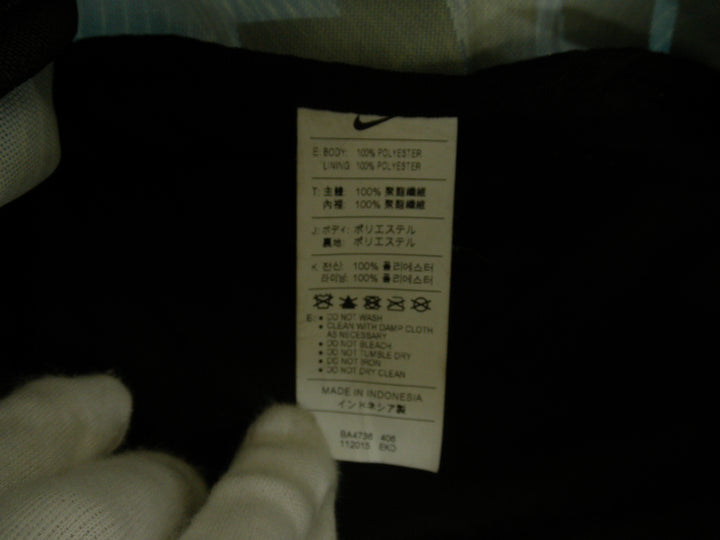 E: BODY: 100% POLYESTER
LINING 100% POLYESTER
T: 主體: 100% 聚脂纖維
內裡: 100% 聚脂纖維
J: ボディ: ポリエステル
裏地: ポリエステル
K 전신: 100% 폴리에스터
라이닝: 100% 폴리에스터
E: • DO NOT WASH
• CLEAN WITH DAMP CLOTH
AS NECESSARY
• DO NOT BLEACH
• DO NOT TUMBLE DRY
• DO NOT IRON
• DO NOT DRY CLEAN
MADE IN INDONESIA
インドネシア製
BA4736 406
112015 EKO